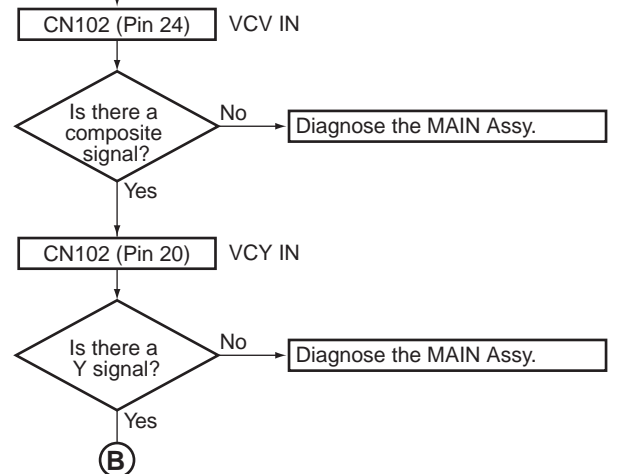 CN102 (Pin 24) VCV IN
Is there a
composite
signal?
No
Diagnose the MAIN Assy.
Yes
CN102 (Pin 20) VCY IN
Is there a
Y signal?
No
Diagnose the MAIN Assy.
Yes
B